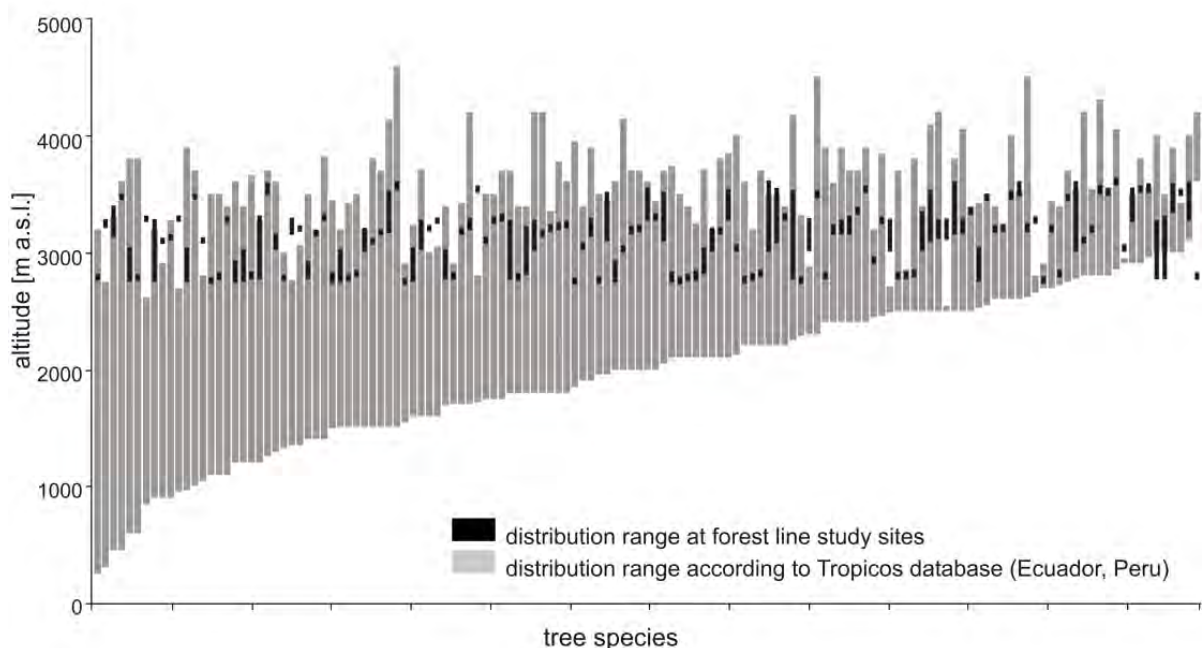 5000
4000
3000
2000
1000
0
altitude [m a.s.l.]
distribution range at forest line study sites
distribution range according to Tropicos database (Ecuador, Peru)
tree species